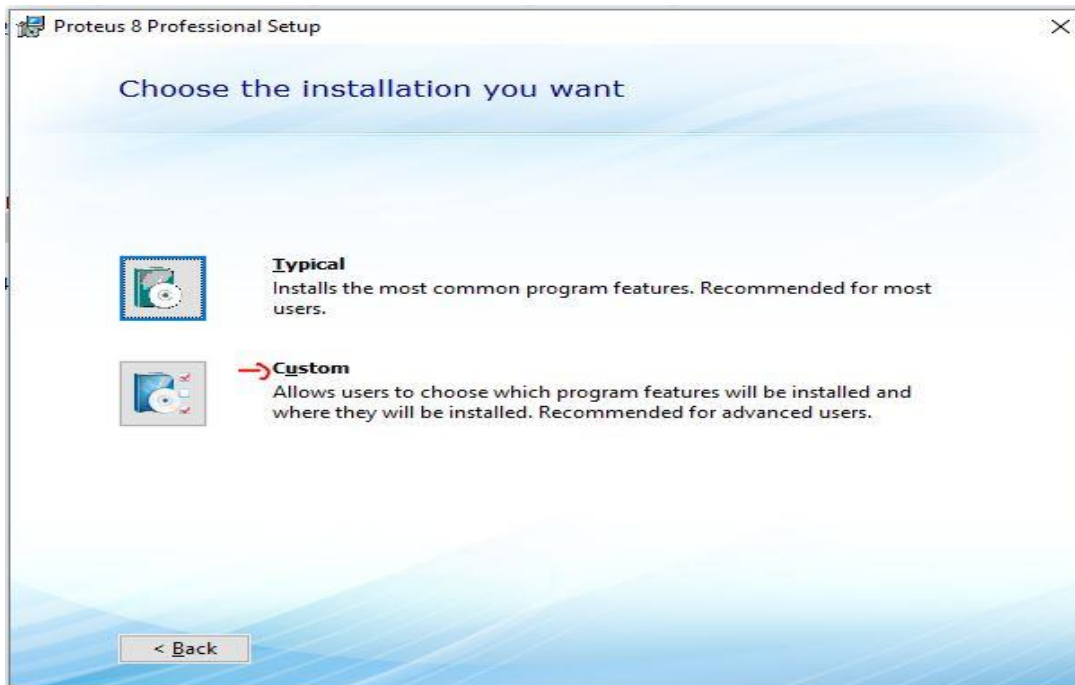 Proteus 8 Professional Setup
Choose the installation you want
Typical
Installs the most common program features. Recommended for most
users.
Custom
Allows users to choose which program features will be installed and
where they will be installed. Recommended for advanced users.
< Back